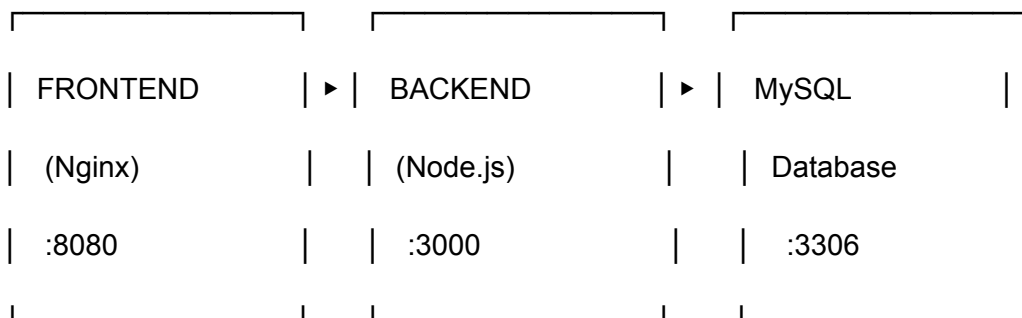 FRONTEND ▸ BACKEND ▸ MySQL
(Nginx) (Node.js) Database
:8080 :3000 :3306